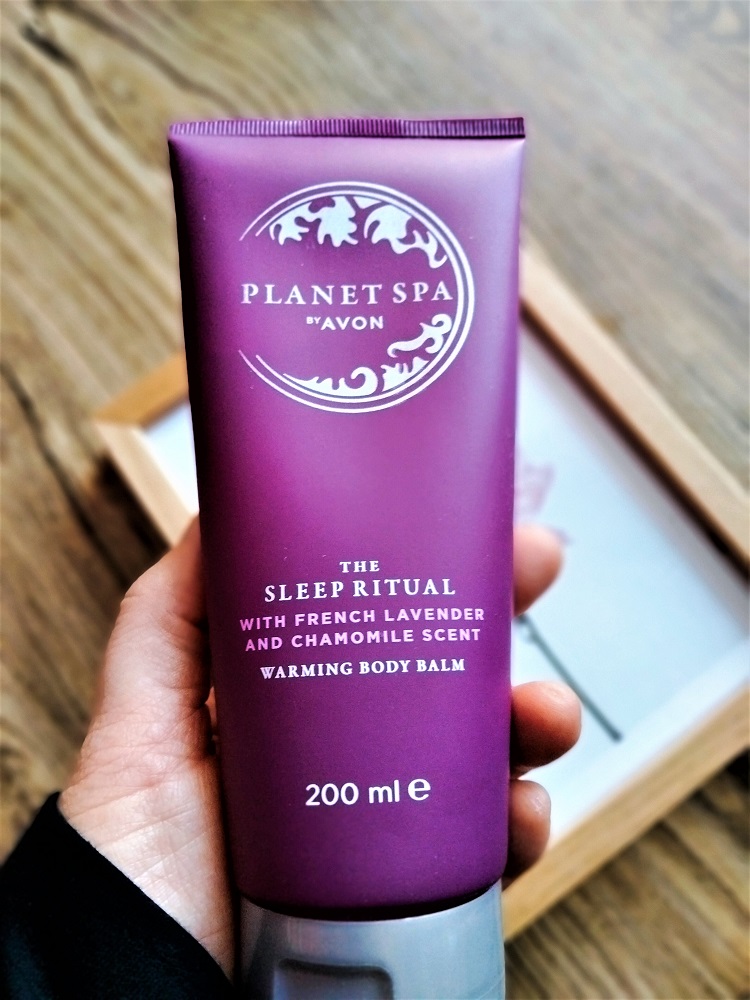 PLANET SPA
BY AVON
THE
SLEEP RITUAL
WITH FRENCH LAVENDER
AND CHAMOMILE SCENT
WARMING BODY BALM
200 ml ℮